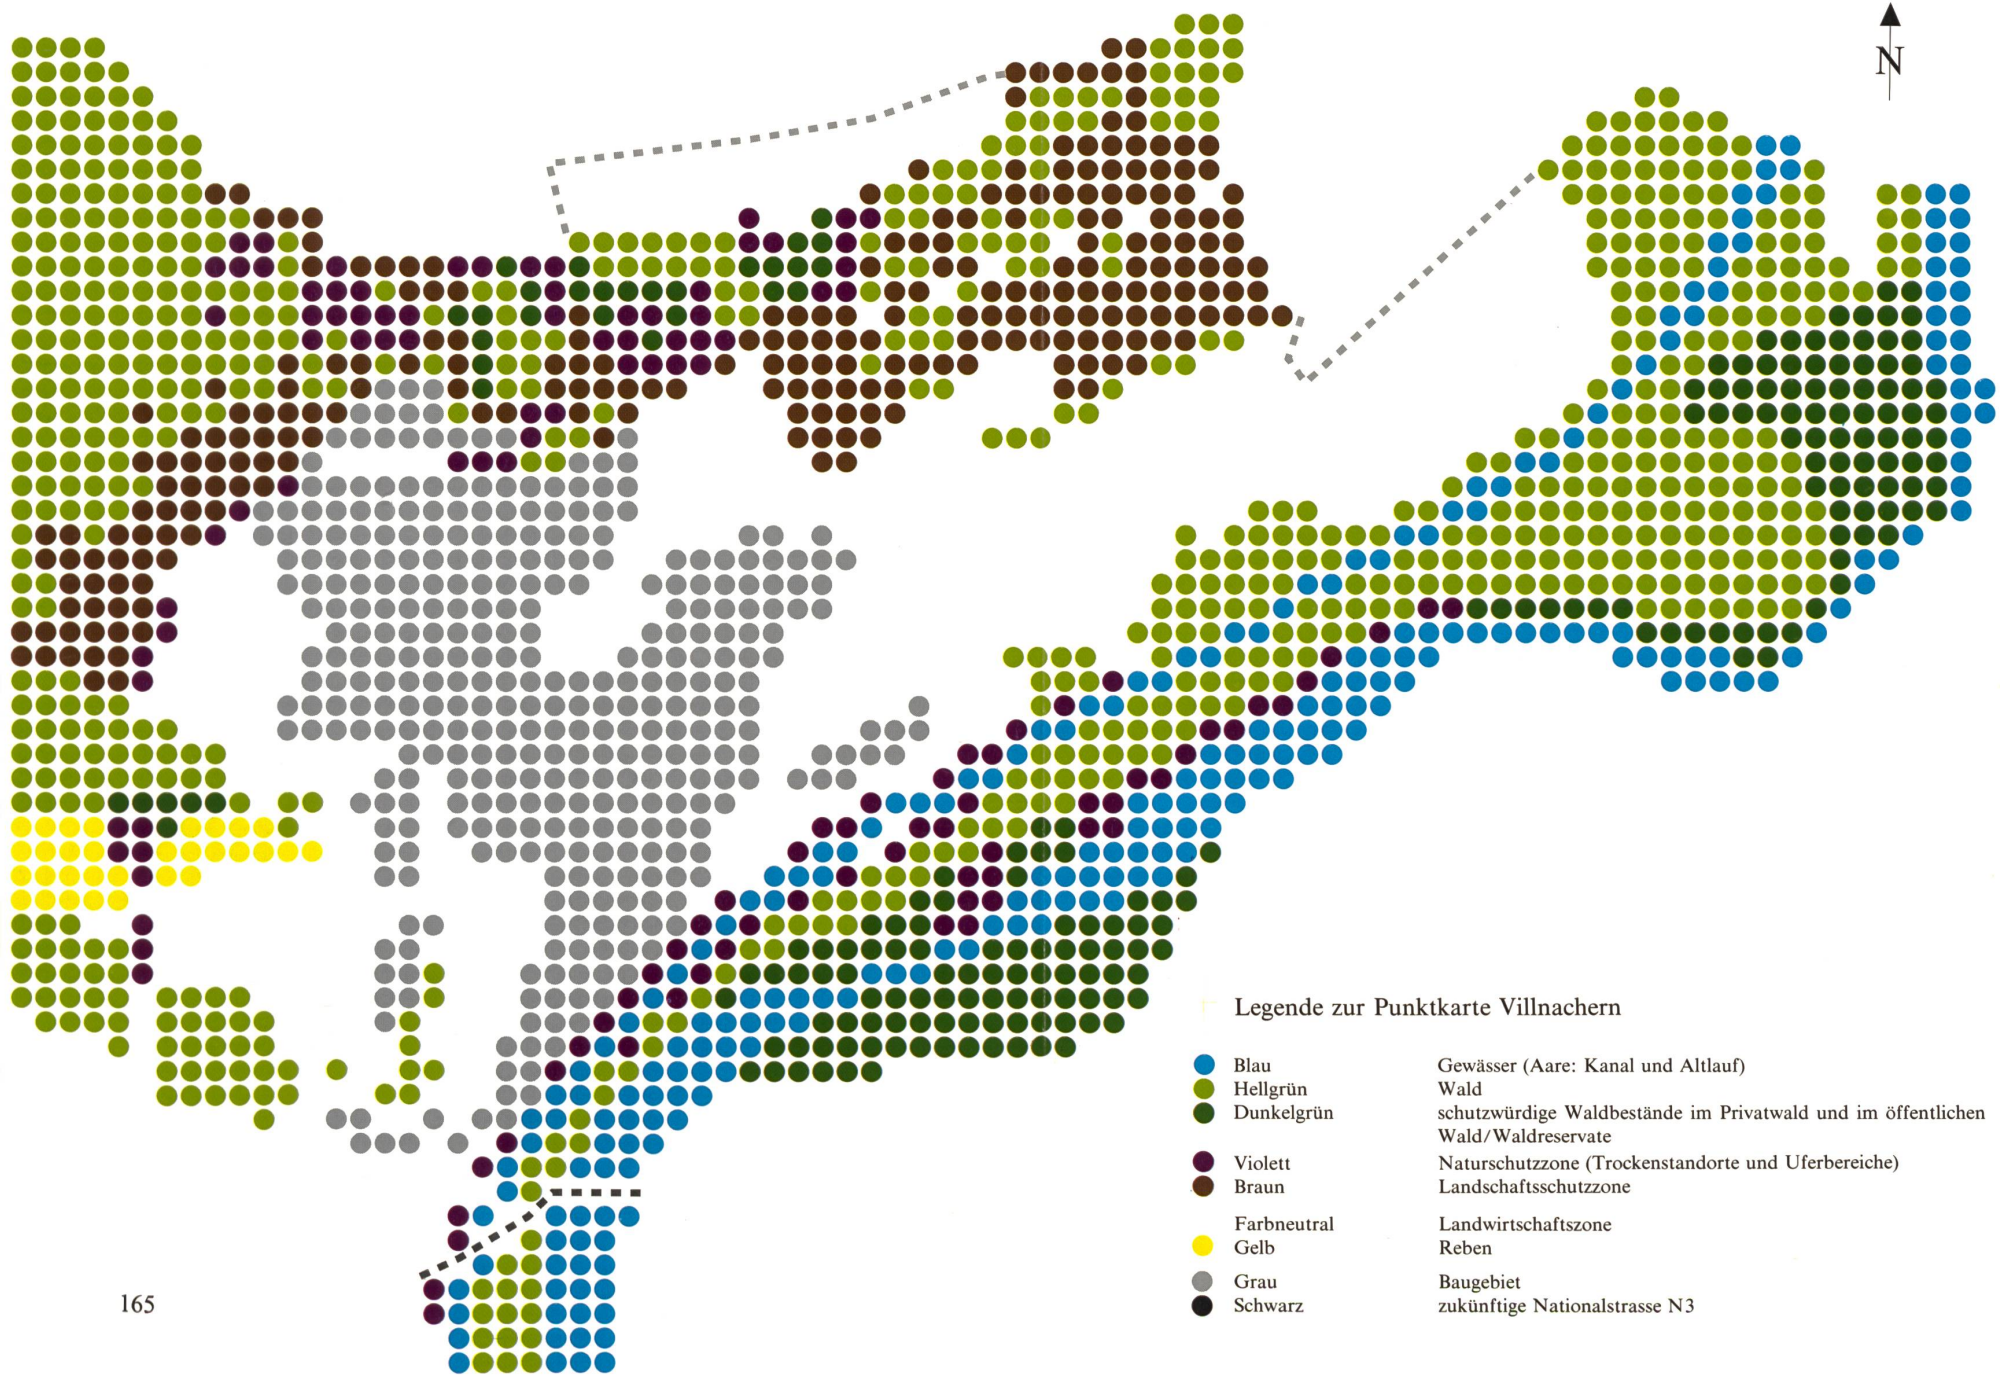 N
Legende zur Punktkarte Villnachern
Blau Gewässer (Aare: Kanal und Altlauf)
Hellgrün Wald
Dunkelgrün schutzwürdige Waldbestände im Privatwald und im öffentlichen
Wald/Waldreservate
Violett Naturschutzzone (Trockenstandorte und Uferbereiche)
Braun Landschaftsschutzzone
Farbneutral Landwirtschaftszone
Gelb Reben
Grau Baugebiet
Schwarz zukünftige Nationalstrasse N3
165